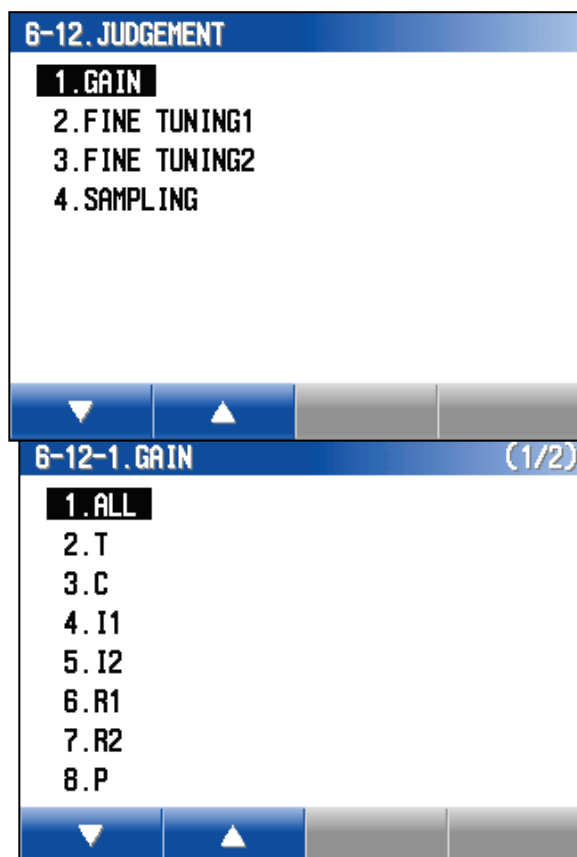 6-12.JUDGEMENT
1.GAIN
2.FINE TUNING1
3.FINE TUNING2
4.SAMPLING
6-12-1.GAIN (1/2)
1.ALL
2.T
3.C
4.I1
5.I2
6.R1
7.R2
8.P